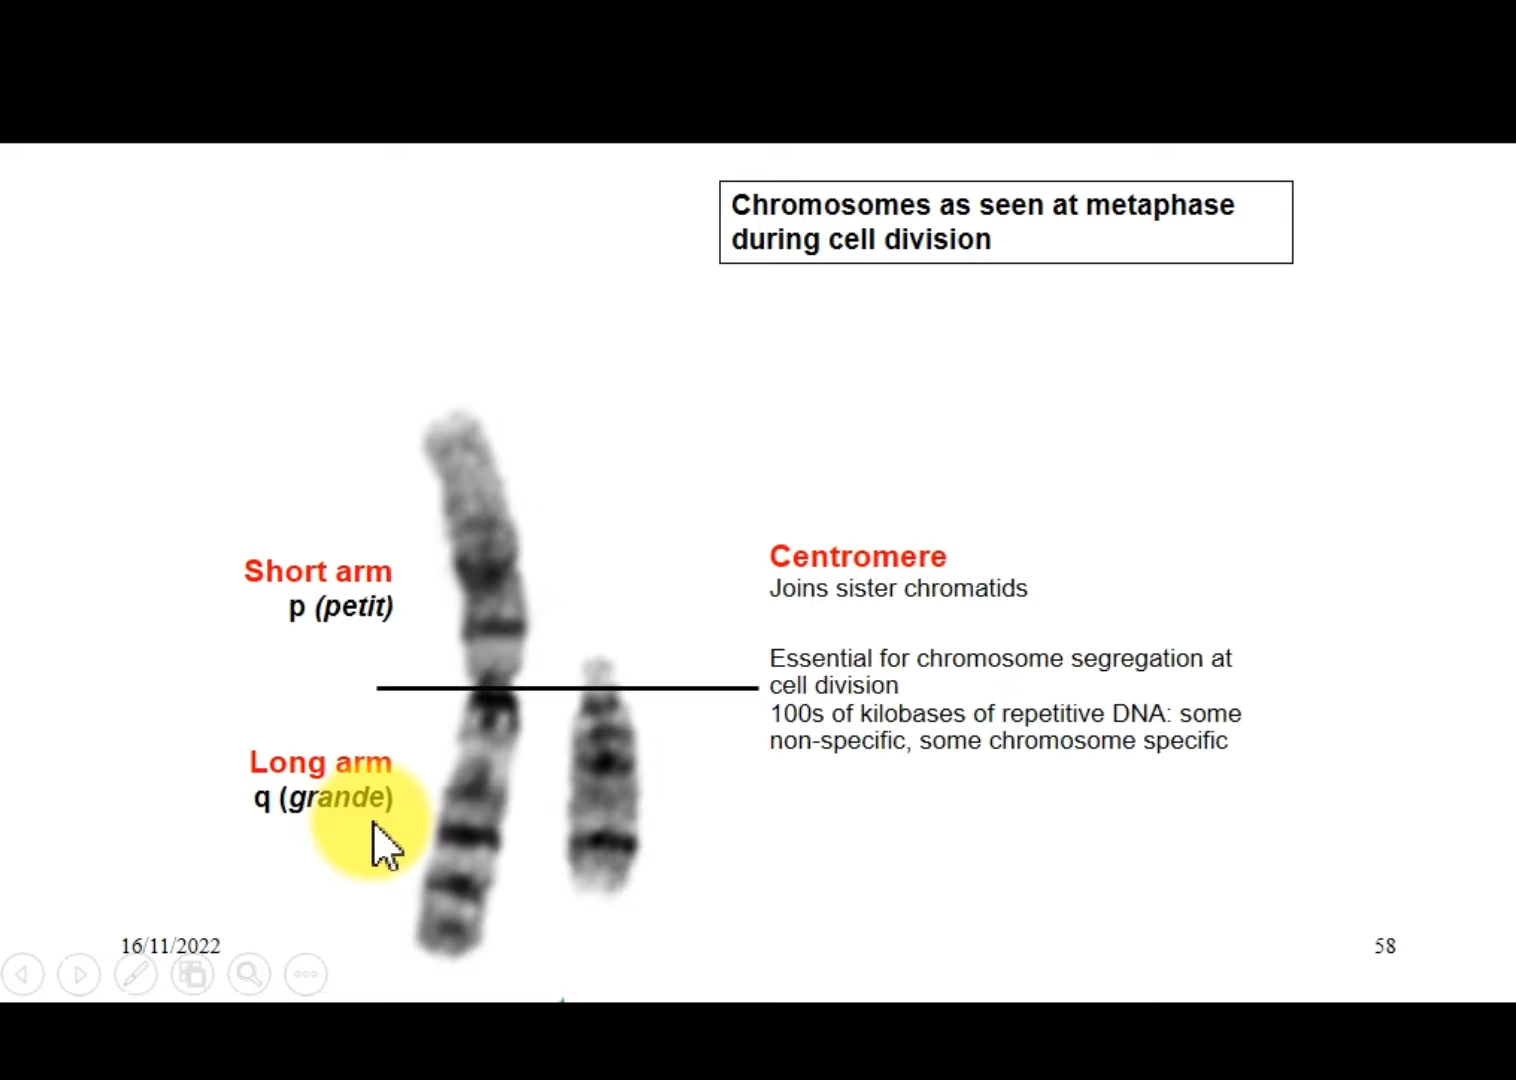 Chromosomes as seen at metaphase
during cell division
Short arm
p (petit)
Centromere
Joins sister chromatids
Essential for chromosome segregation at
cell division
100s of kilobases of repetitive DNA: some
non-specific, some chromosome specific
Long arm
q (grande)
16/11/2022
58